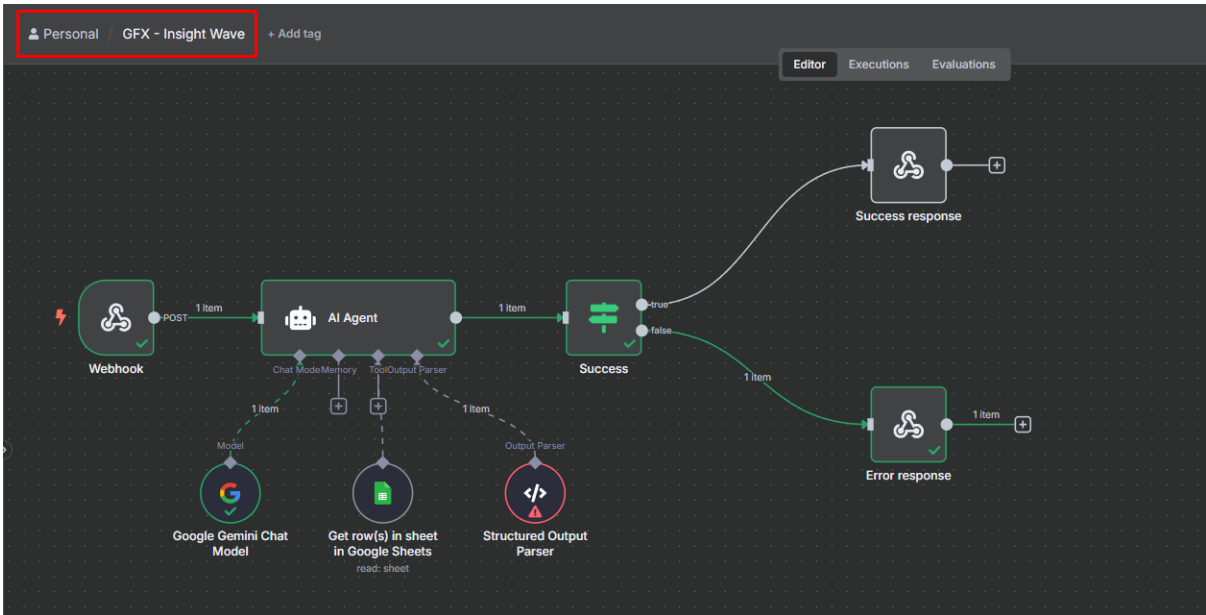 Personal / GFX - Insight Wave + Add tag
Editor Executions Evaluations
Success response
1 item
POST
AI Agent
1 item
true
false
Webhook
Chat Mode Memory Tool Output Parser
Success
1 item
1 item
1 item
Model
Output Parser
1 item
Error response
Google Gemini Chat
Model
Get row(s) in sheet
in Google Sheets
read: sheet
Structured Output
Parser